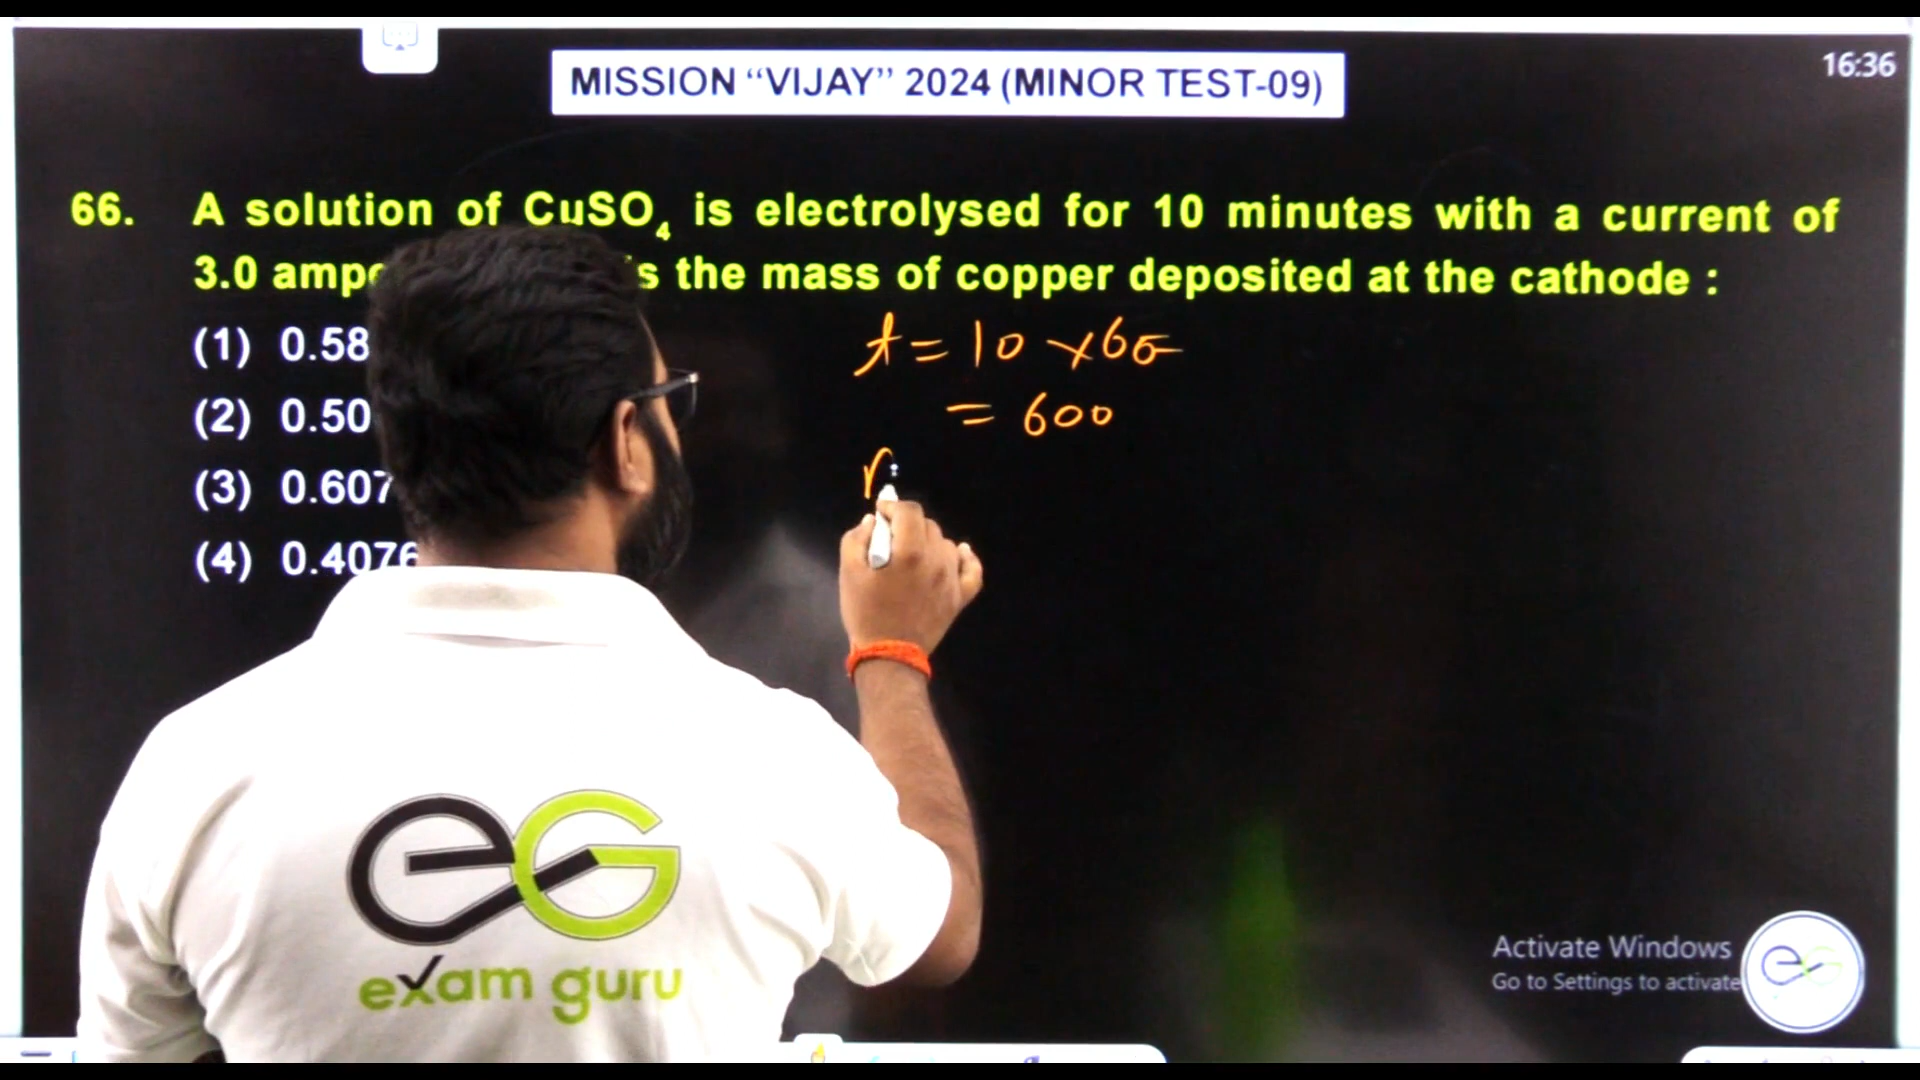 16:36
MISSION “VIJAY” 2024 (MINOR TEST-09)
66. A solution of CuSO₄ is electrolysed for 10 minutes with a current of
3.0 the mass of copper deposited at the cathode :
(1) 0.58
(2) 0.50
(3) 0.607
(4) 0.4076
t = 10 × 60
= 600
eG
exam guru
Activate Windows
Go to Settings to activate
eG